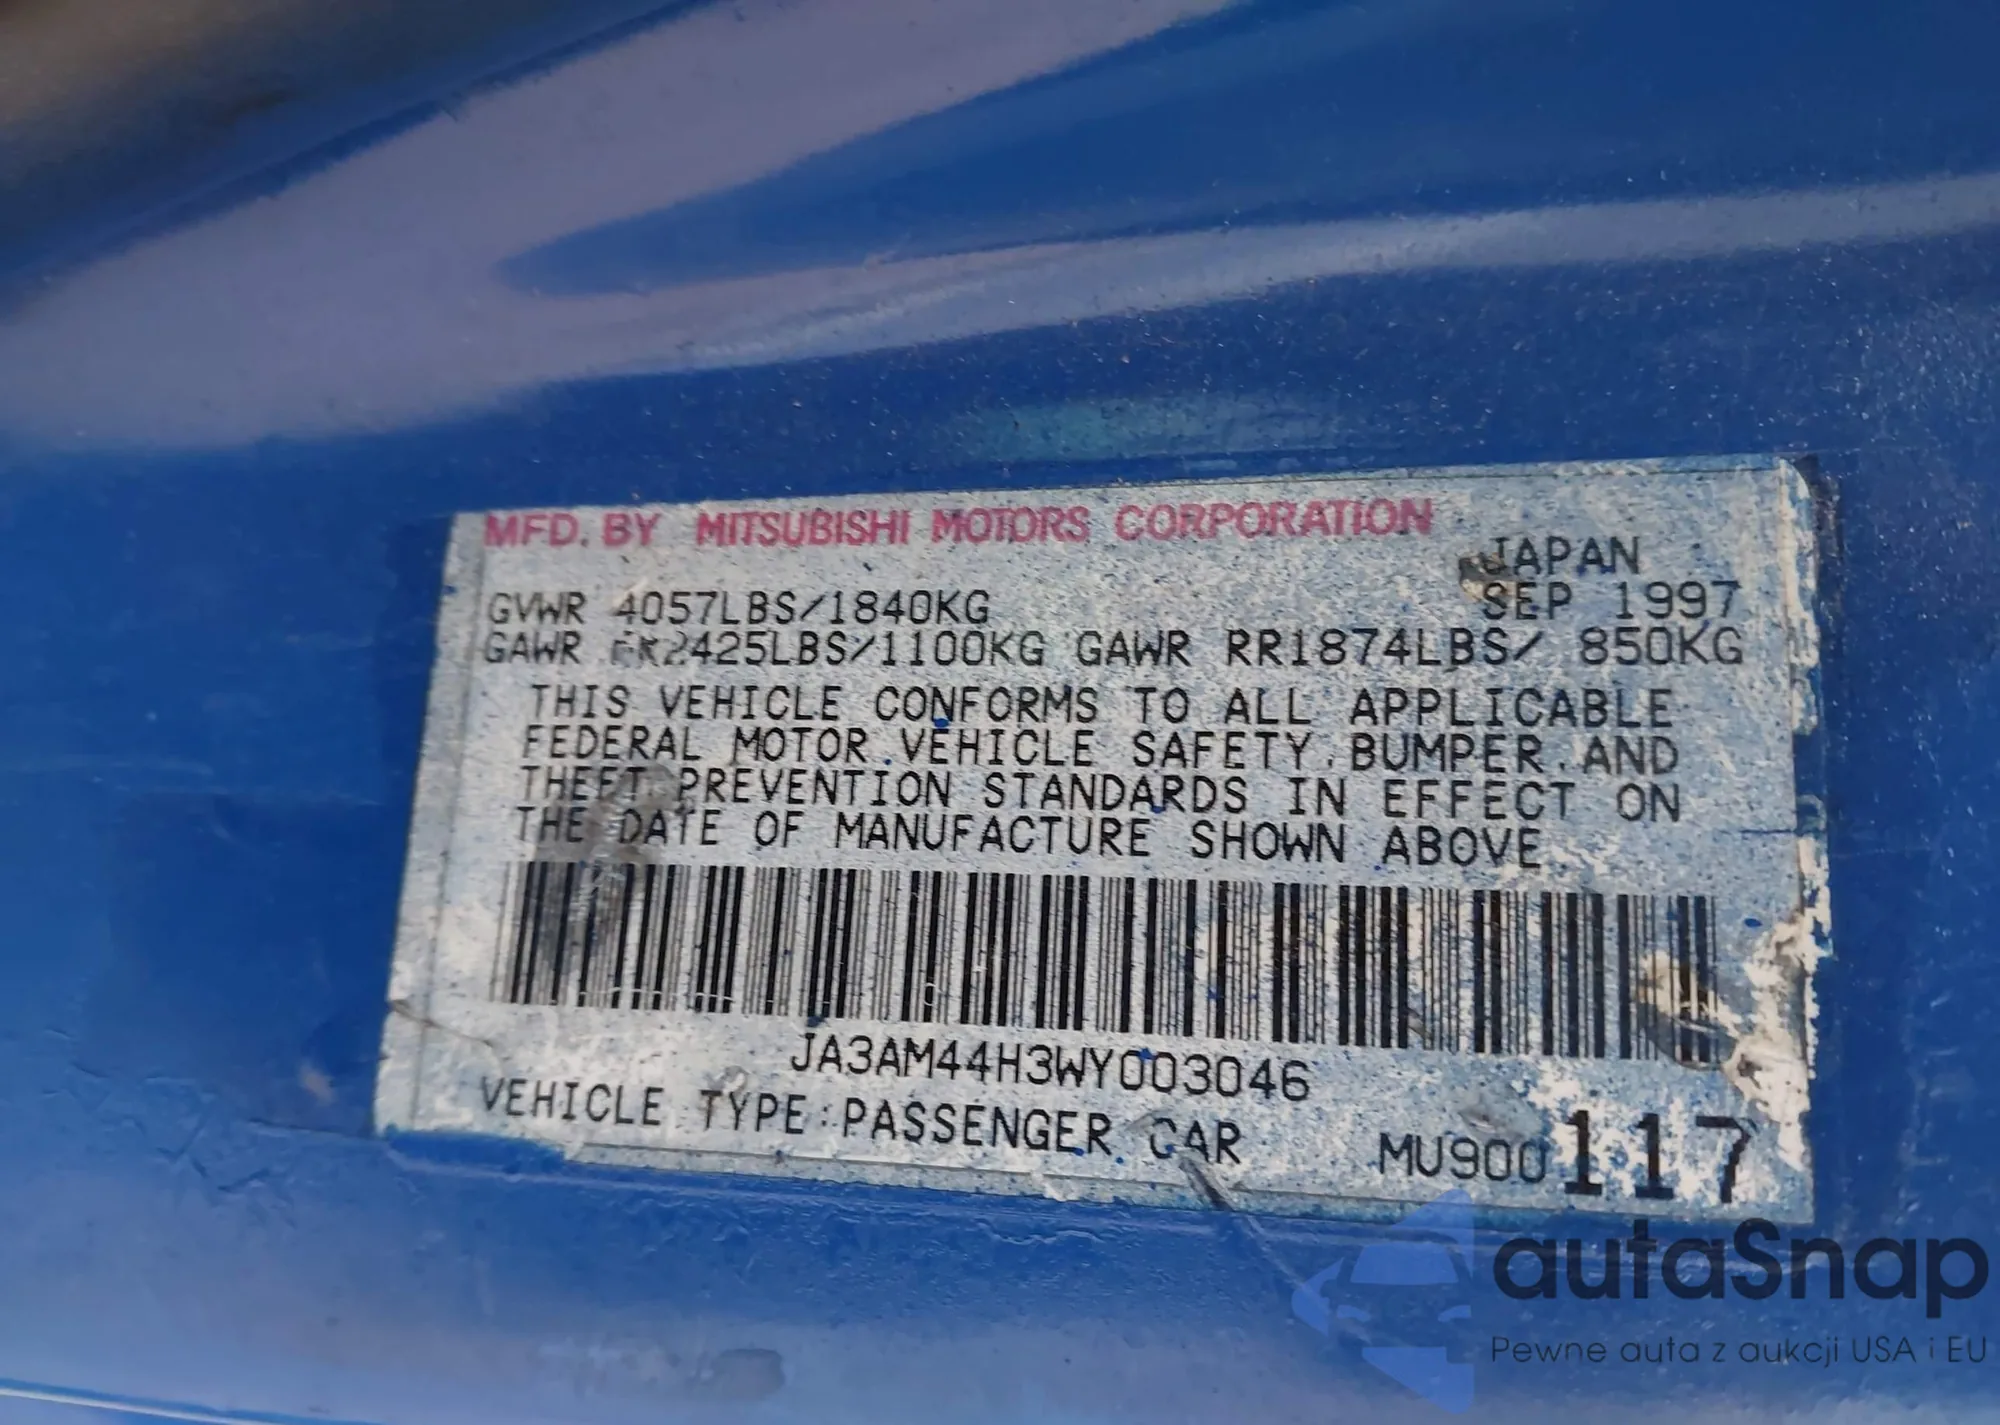 MFD. BY MITSUBISHI MOTORS CORPORATION
JAPAN
GVWR 4057LBS/1840KG SEP 1997
GAWR FR2425LBS/1100KG GAWR RR1874LBS/ 850KG
THIS VEHICLE CONFORMS TO ALL APPLICABLE
FEDERAL MOTOR VEHICLE SAFETY, BUMPER, AND
THEFT PREVENTION STANDARDS IN EFFECT ON
THE DATE OF MANUFACTURE SHOWN ABOVE
JA3AM44H3WY003046
VEHICLE TYPE:PASSENGER CAR MU900117
autaSnap
Pewne auta z aukcji USA i EU